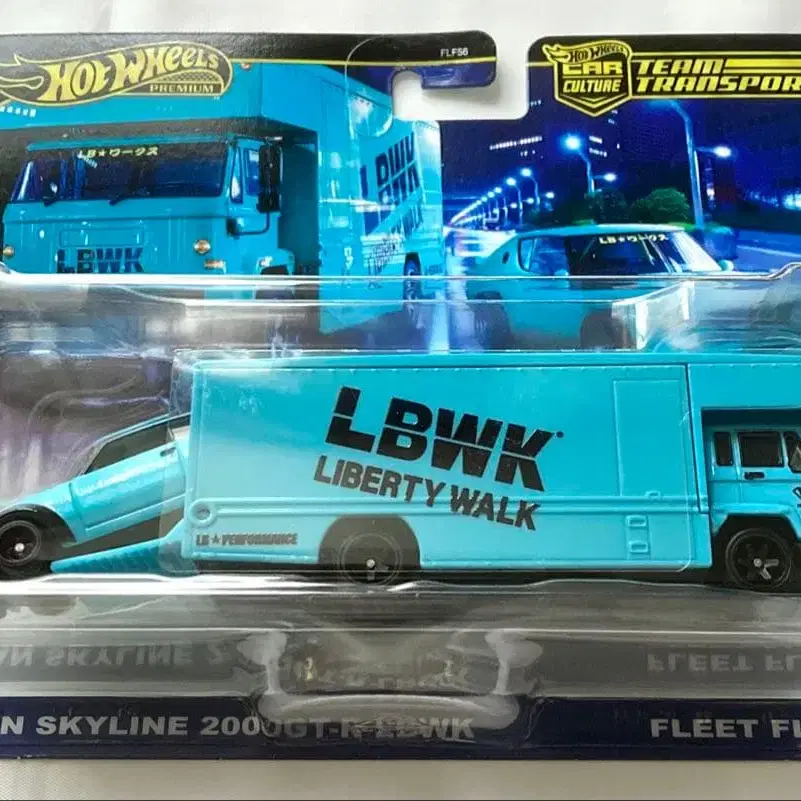 HOT WHEELS
PREMIUM
FLF56
HOT WHEELS
CAR
CULTURE
TEAM
TRANSPOR
LB★ワークス
LBWK
LBWK
LB★ワークス
LBWK
LIBERTY WALK
LB★PERFORMANCE
N SKYLINE 2000GT-R LBWK
FLEET FL